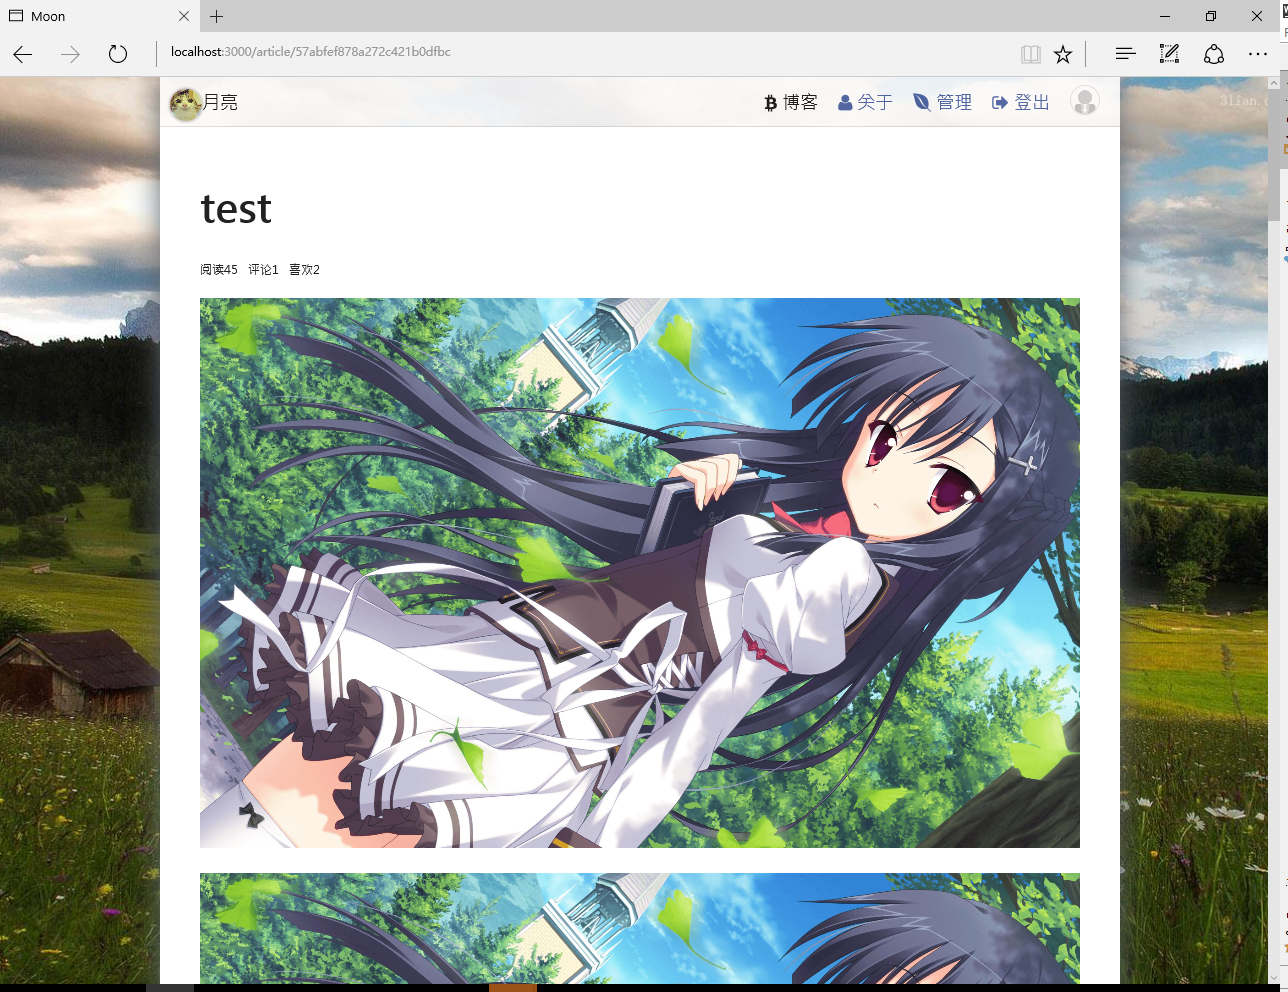 Moon
localhost:3000/article/57abfef878a272c421b0dfbc
月亮 博客 关于 管理 登出
test
阅读45 评论1 喜欢2